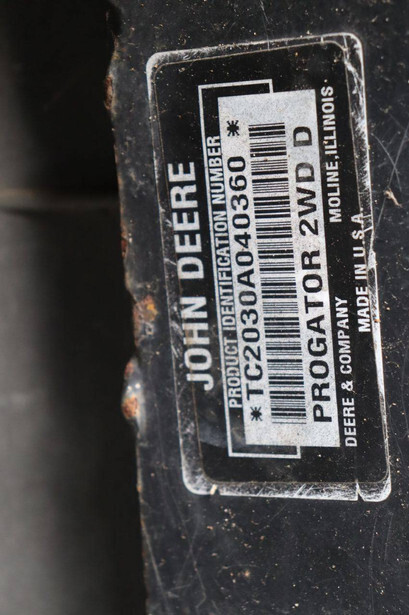 JOHN DEERE
PRODUCT IDENTIFICATION NUMBER
*TC2030A040360 *
PROGATOR 2WD D
DEERE & COMPANY MOLINE, ILLINOIS
MADE IN U.S.A.